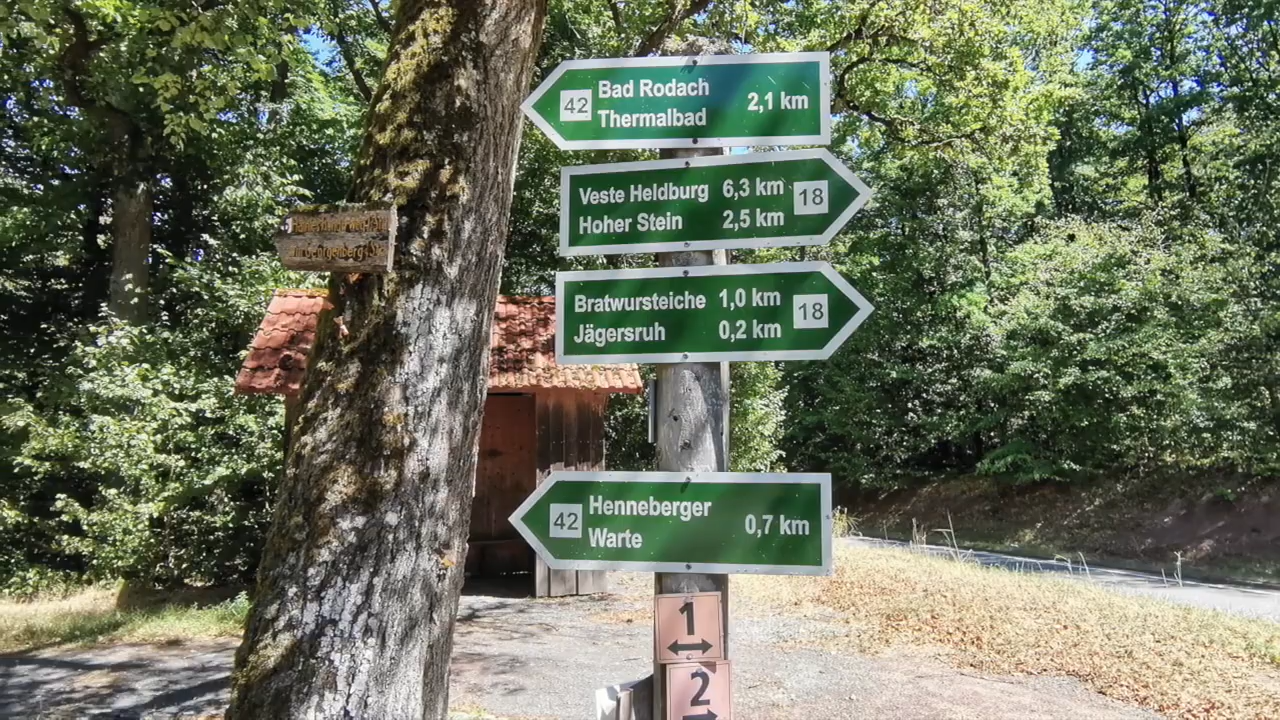 42
Bad Rodach
Thermalbad
2,1 km
Veste Heldburg 6,3 km
Hoher Stein 2,5 km
18
Bratwursteiche 1,0 km
Jägersruh 0,2 km
18
42
Henneberger
Warte
0,7 km
1
2